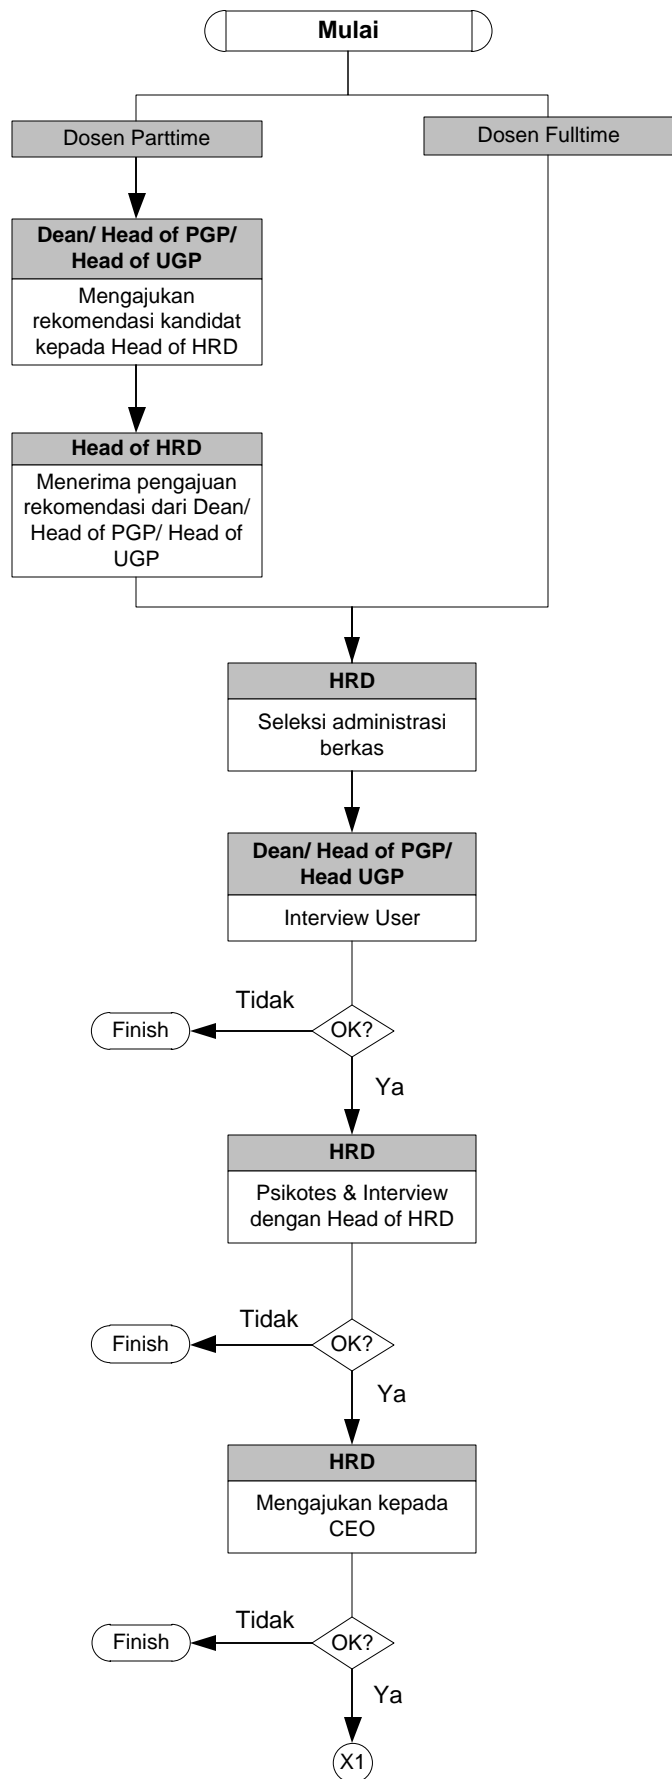 Mulai
Dosen Parttime
Dosen Fulltime
Dean/ Head of PGP/
Head of UGP
Mengajukan
rekomendasi kandidat
kepada Head of HRD
Head of HRD
Menerima pengajuan
rekomendasi dari Dean/
Head of PGP/ Head of
UGP
HRD
Seleksi administrasi
berkas
Dean/ Head of PGP/
Head UGP
Interview User
Tidak
Finish
OK?
Ya
HRD
Psikotes & Interview
dengan Head of HRD
Tidak
Finish
OK?
Ya
HRD
Mengajukan kepada
CEO
Tidak
Finish
OK?
Ya
X1